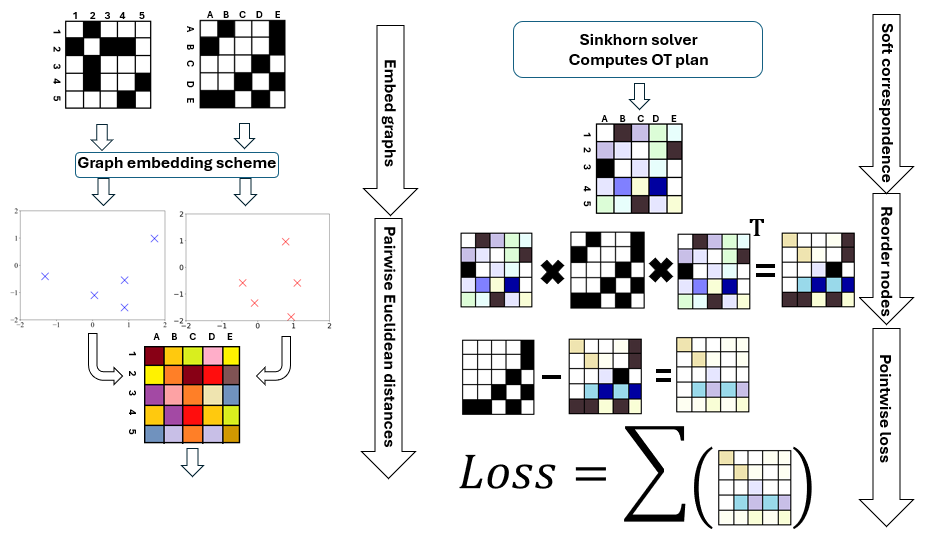 1 2 3 4 5
1
2
3
4
5
A B C D E
A
B
C
D
E
Graph embedding scheme
2
1
0
−1
−2
−2 −1 0 1 2
2
1
0
−1
−2
−2 −1 0 1 2
A B C D E
1
2
3
4
5
Embed graphs
Pairwise Euclidean distances
Sinkhorn solver
Computes OT plan
A B C D E
1
2
3
4
5
T
Loss = ∑ ( )
Soft correspondence
Reorder nodes
Pointwise loss